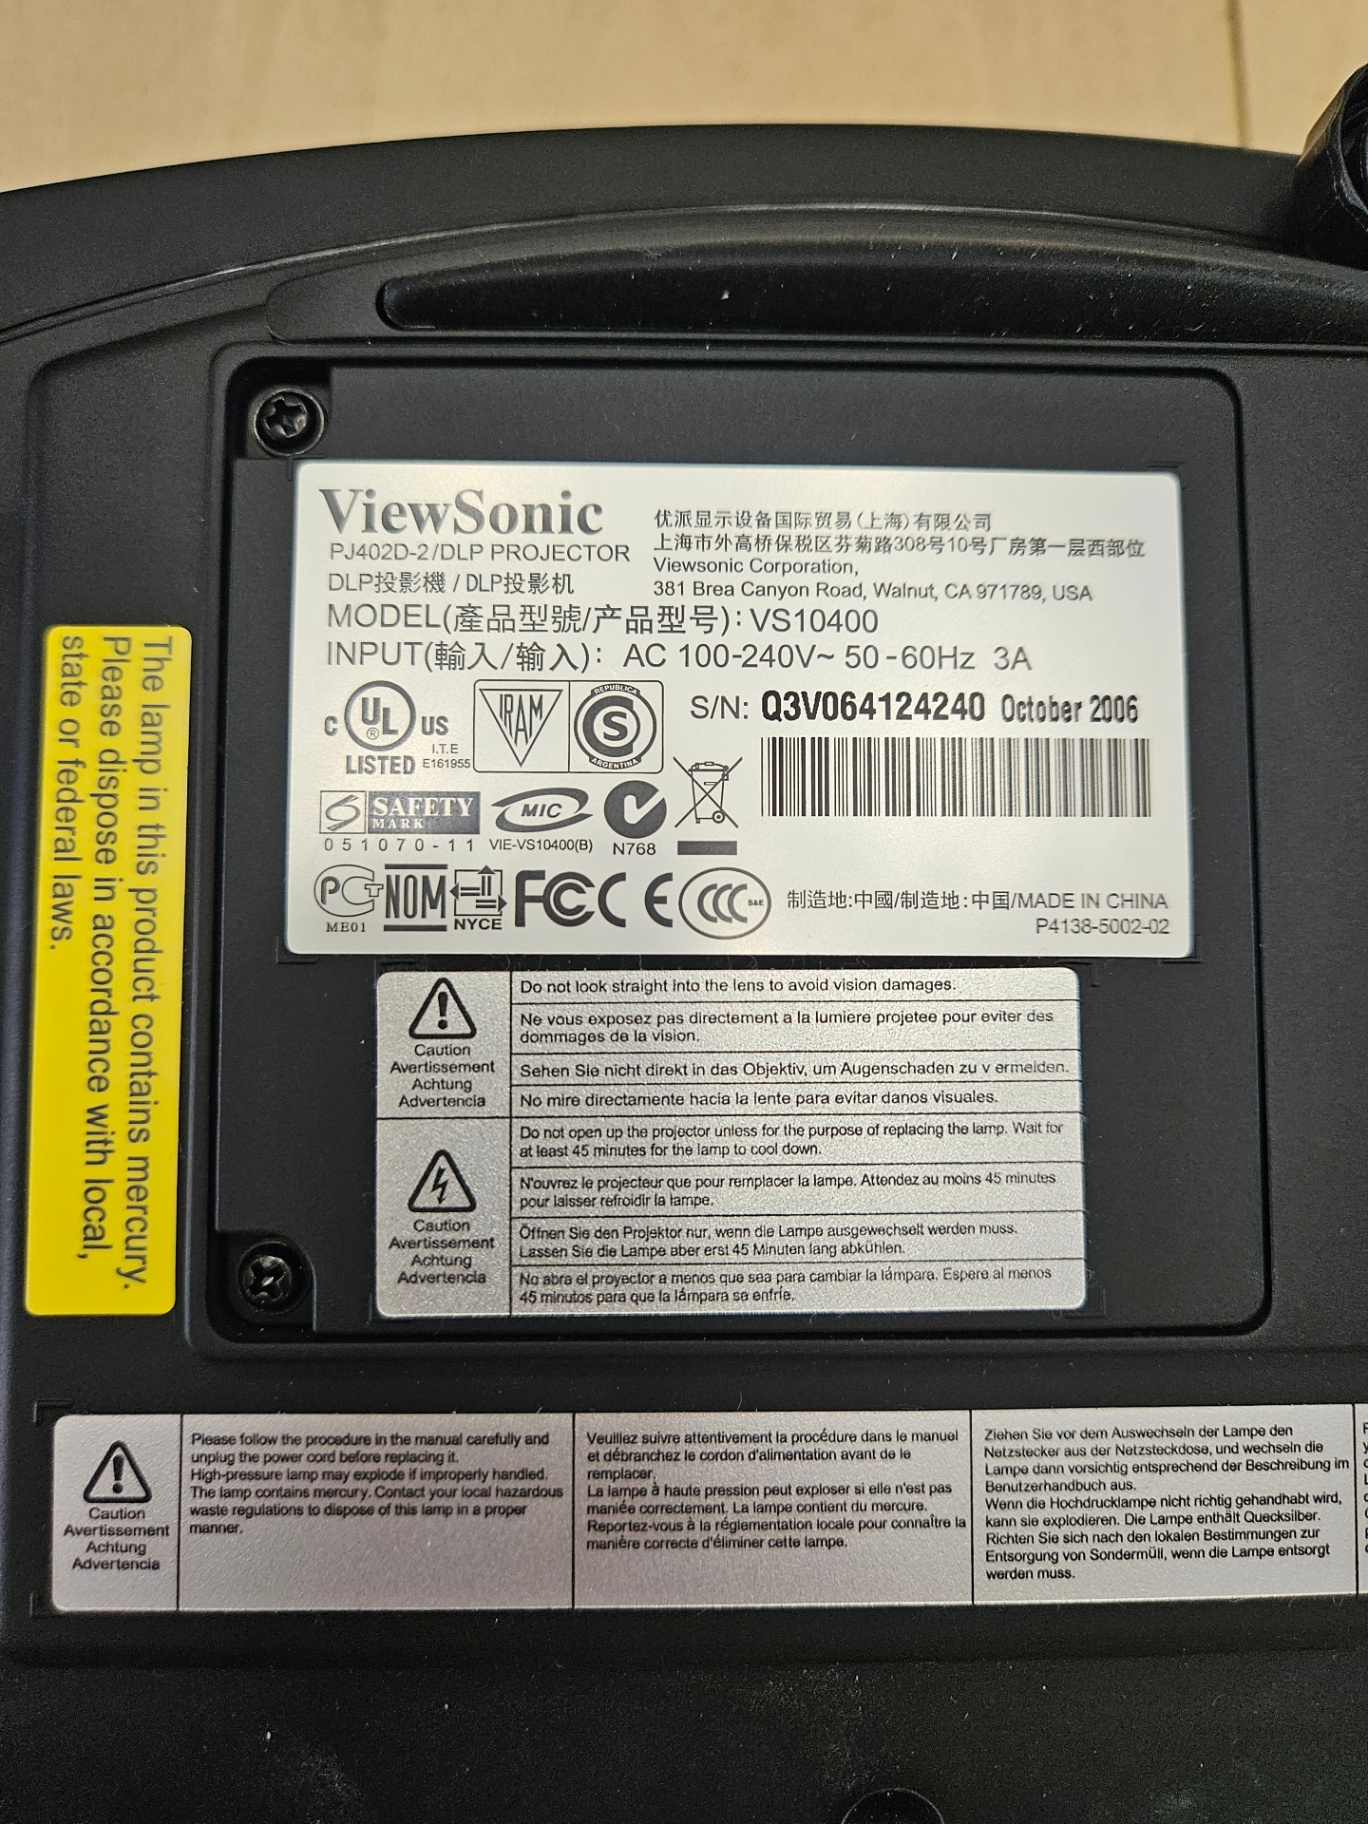 ViewSonic
PJ402D-2/DLP PROJECTOR
DLP投影機 / DLP投影机
优派显示设备国际贸易(上海)有限公司
上海市外高桥保税区芬菊路308号10号厂房第一层西部位
Viewsonic Corporation,
381 Brea Canyon Road, Walnut, CA 971789, USA
MODEL(產品型號/产品型号): VS10400
INPUT(輸入/输入): AC 100-240V~ 50-60Hz 3A
S/N: Q3V064124240 October 2006
C UL ® US
LISTED
I.T.E
E161955
IRAM
REPUBLICA
S
ARGENTINA
S SAFETY
MARK
051070-11
MIC
VIE-VS10400(B)
N768
PCT
ME01
NOM
NYCE
FCC CE CCC S&E
制造地:中國/制造地:中国/MADE IN CHINA
P4138-5002-02
The lamp in this product contains mercury.
Please dispose in accordance with local,
state or federal laws.
Caution
Avertissement
Achtung
Advertencia
Do not look straight into the lens to avoid vision damages.
Ne vous exposez pas directement a la lumiere projetee pour eviter des
dommages de la vision.
Sehen Sie nicht direkt in das Objektiv, um Augenschaden zu v ermeiden.
No mire directamente hacia la lente para evitar danos visuales.
Caution
Avertissement
Achtung
Advertencia
Do not open up the projector unless for the purpose of replacing the lamp. Wait for
at least 45 minutes for the lamp to cool down.
N'ouvrez le projecteur que pour remplacer la lampe. Attendez au moins 45 minutes
pour laisser refroidir la lampe.
Öffnen Sie den Projektor nur, wenn die Lampe ausgewechselt werden muss.
Lassen Sie die Lampe aber erst 45 Minuten lang abkühlen.
No abra el proyector a menos que sea para cambiar la lámpara. Espere al menos
45 minutos para que la lámpara se enfríe.
Caution
Avertissement
Achtung
Advertencia
Please follow the procedure in the manual carefully and
unplug the power cord before replacing it.
High-pressure lamp may explode if improperly handled.
The lamp contains mercury. Contact your local hazardous
waste regulations to dispose of this lamp in a proper
manner.
Veuillez suivre attentivement la procédure dans le manuel
et débranchez le cordon d'alimentation avant de le
remplacer.
La lampe à haute pression peut exploser si elle n'est pas
maniée correctement. La lampe contient du mercure.
Reportez-vous à la réglementation locale pour connaître la
manière correcte d'éliminer cette lampe.
Ziehen Sie vor dem Auswechseln der Lampe den
Netzstecker aus der Netzsteckdose, und wechseln die
Lampe dann vorsichtig entsprechend der Beschreibung im
Benutzerhandbuch aus.
Wenn die Hochdrucklampe nicht richtig gehandhabt wird,
kann sie explodieren. Die Lampe enthält Quecksilber.
Richten Sie sich nach den lokalen Bestimmungen zur
Entsorgung von Sondermüll, wenn die Lampe entsorgt
werden muss.